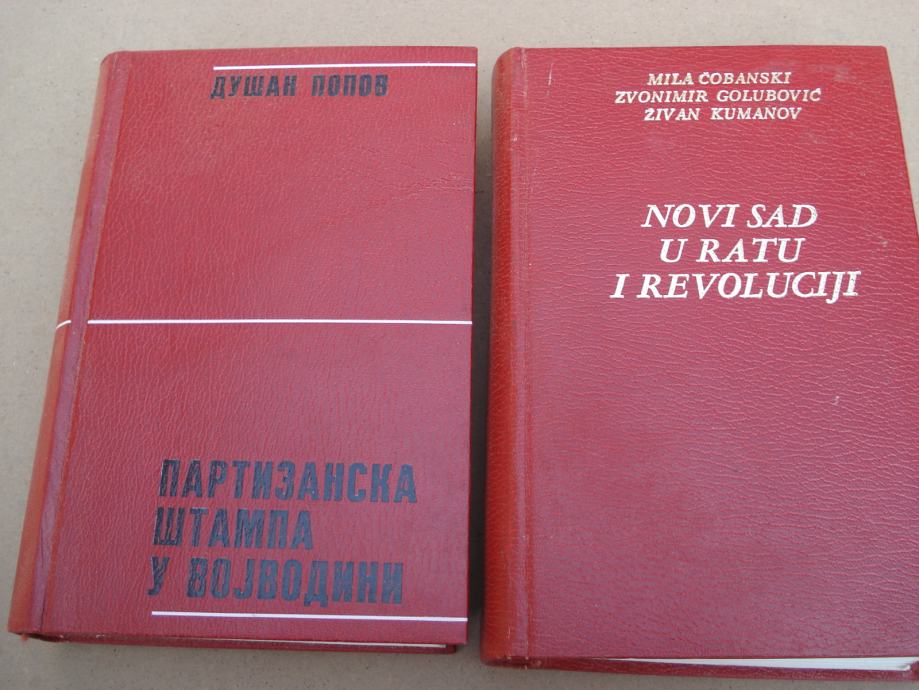 ДУШАН ПОПОВ
ПАРТИЗАНСКА
ШТАМПА
У ВОЈВОДИНИ
MILA ČOBANSKI
ZVONIMIR GOLUBOVIĆ
ŽIVAN KUMANOV
NOVI SAD
U RATU
I REVOLUCIJI